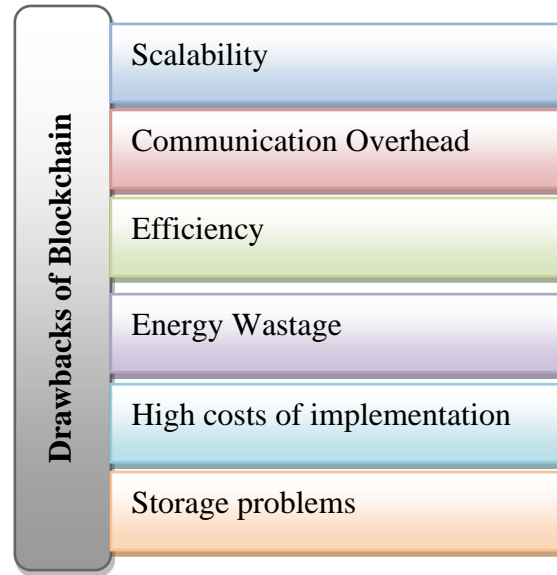 Drawbacks of Blockchain
Scalability
Communication Overhead
Efficiency
Energy Wastage
High costs of implementation
Storage problems